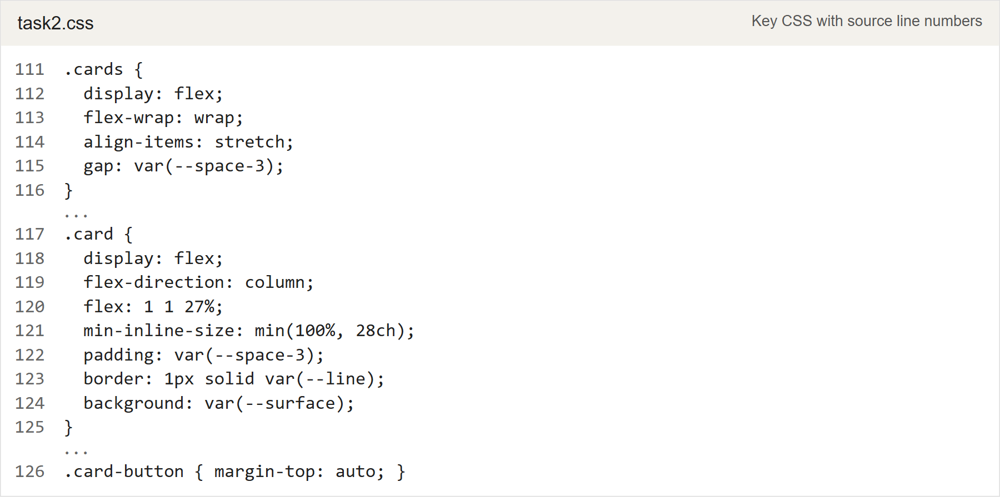 task2.css
Key CSS with source line numbers
111 .cards {
112   display: flex;
113   flex-wrap: wrap;
114   align-items: stretch;
115   gap: var(--space-3);
116 }
...
117 .card {
118   display: flex;
119   flex-direction: column;
120   flex: 1 1 27%;
121   min-inline-size: min(100%, 28ch);
122   padding: var(--space-3);
123   border: 1px solid var(--line);
124   background: var(--surface);
125 }
...
126 .card-button { margin-top: auto; }